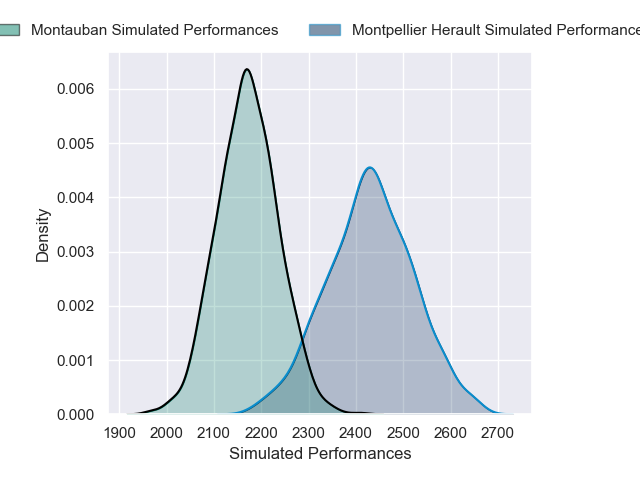 Montauban Simulated Performances
Montpellier Herault Simulated Performance
0.006
0.005
0.004
0.003
0.002
0.001
0.000
Density
1900 2000 2100 2200 2300 2400 2500 2600 2700
Simulated Performances